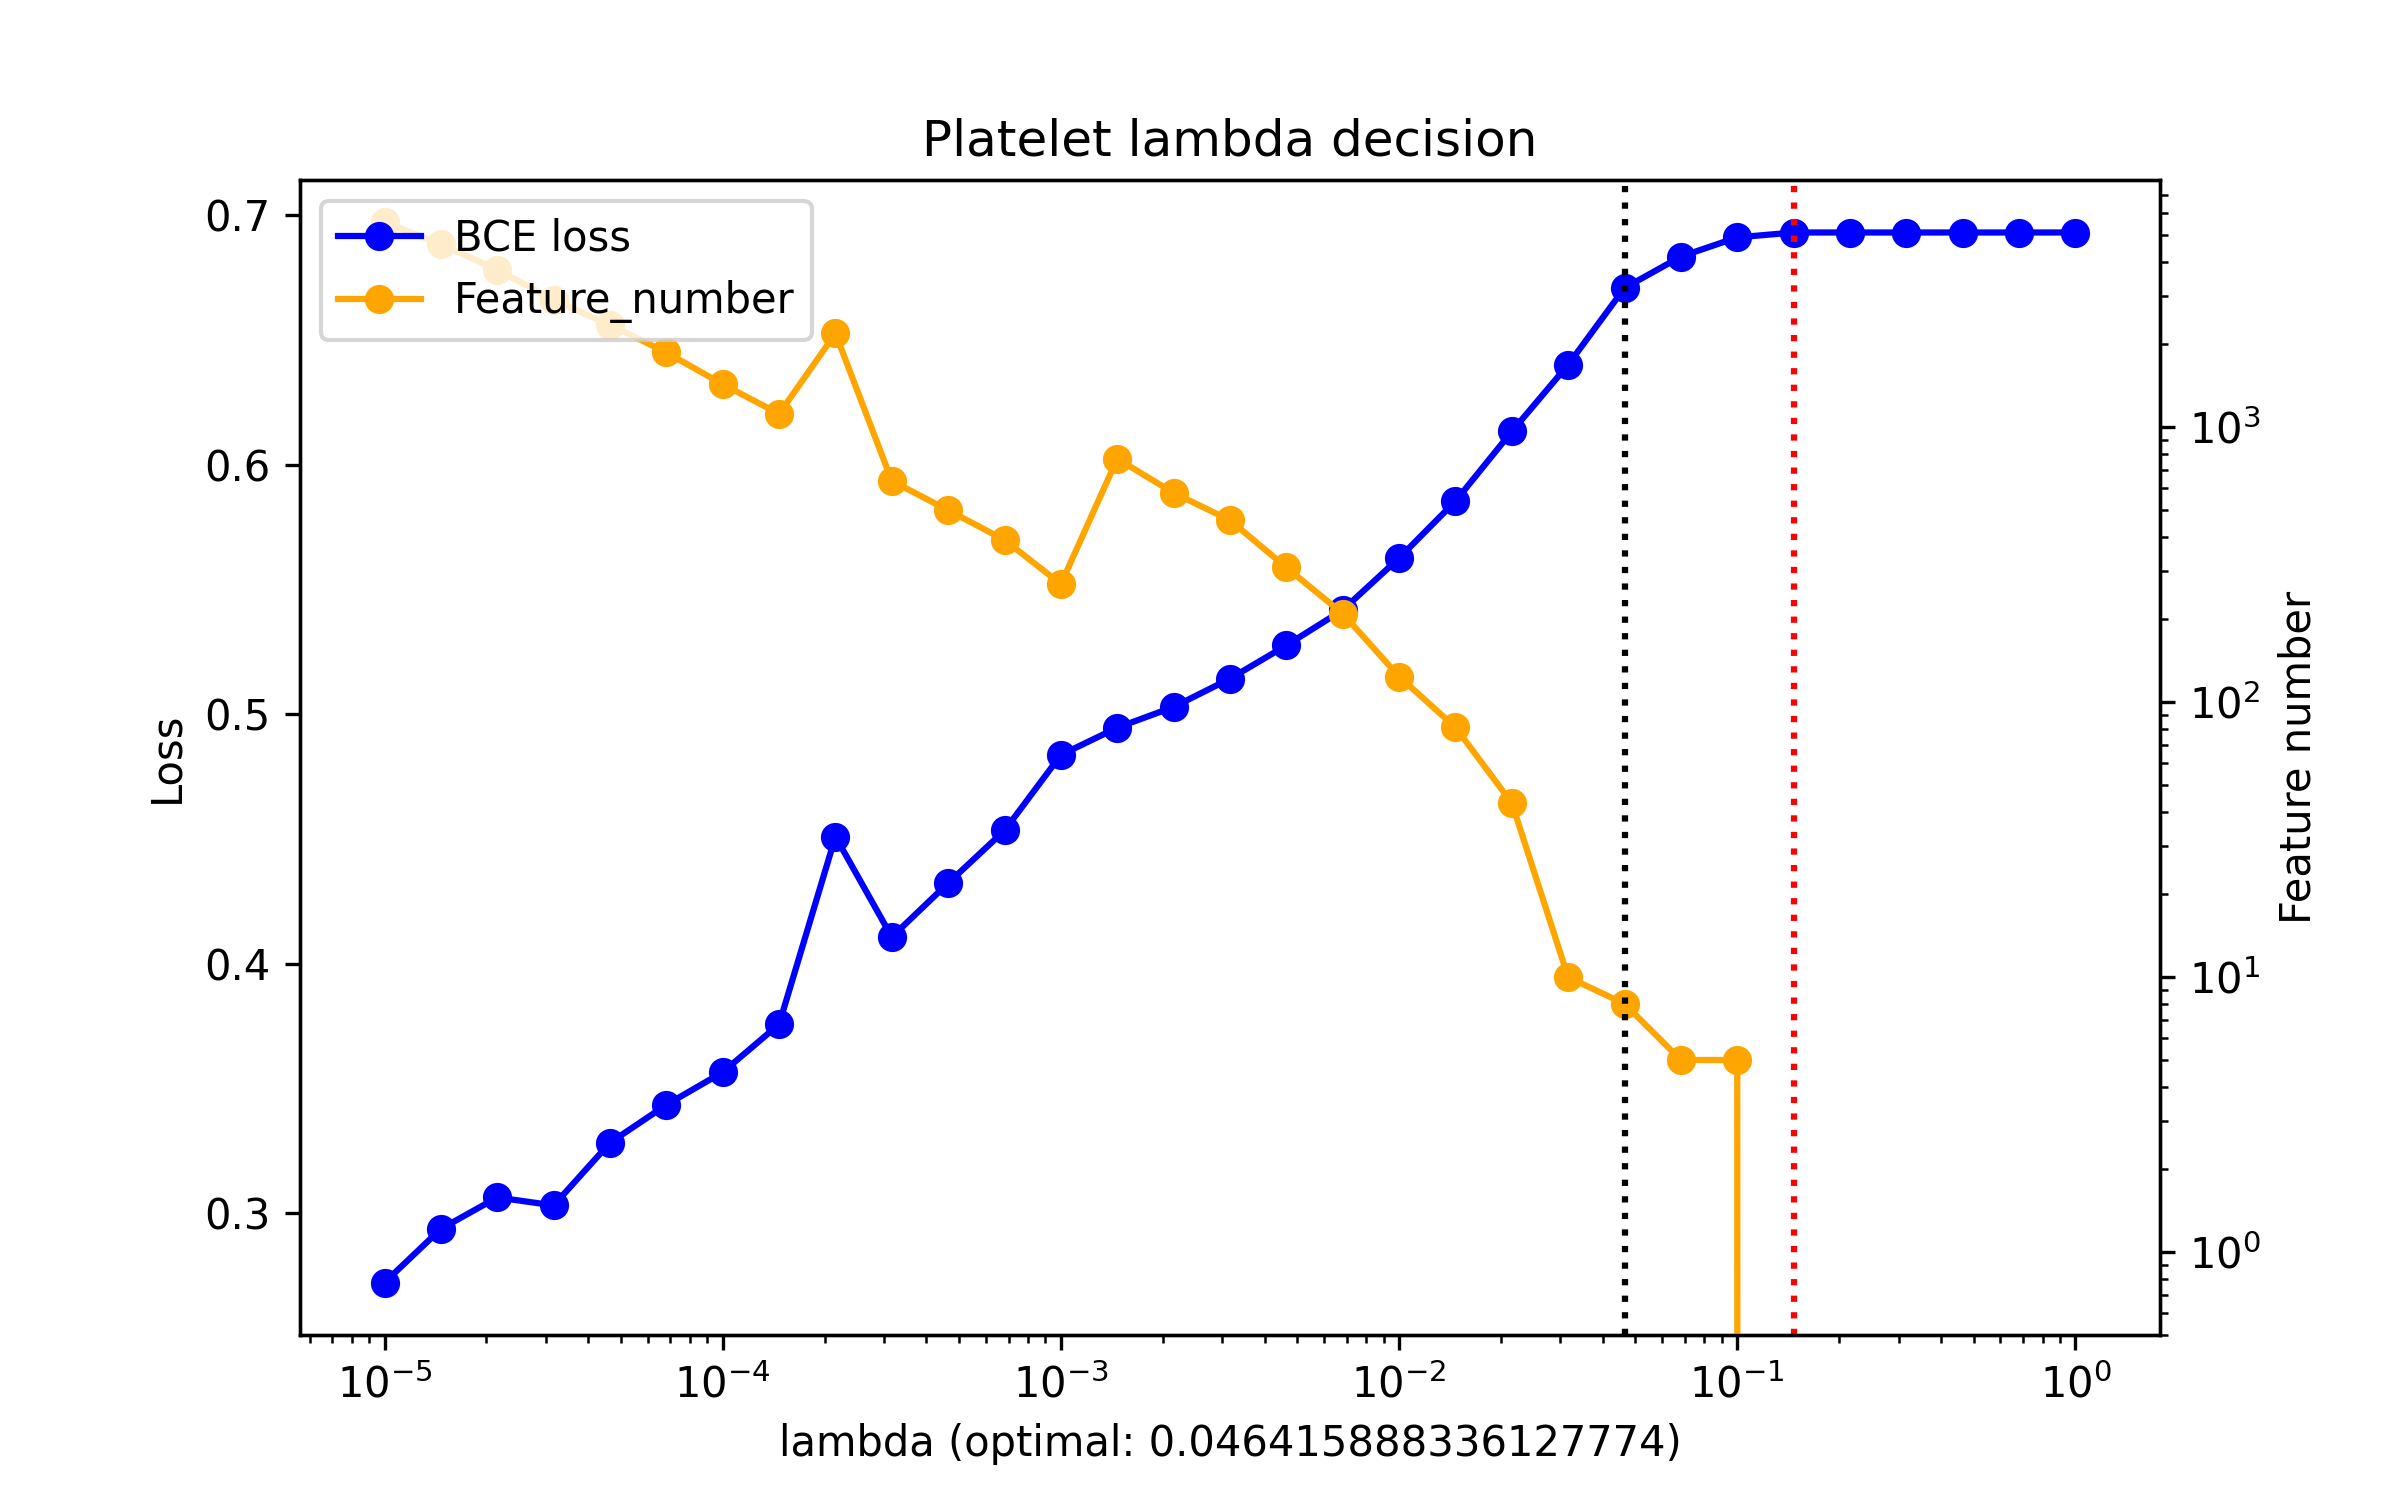 Platelet lambda decision
BCE loss
Feature_number
0.7
0.6
0.5
0.4
0.3
Loss
10³
10²
10¹
10⁰
Feature number
10⁻⁵ 10⁻⁴ 10⁻³ 10⁻² 10⁻¹ 10⁰
lambda (optimal: 0.046415888336127774)